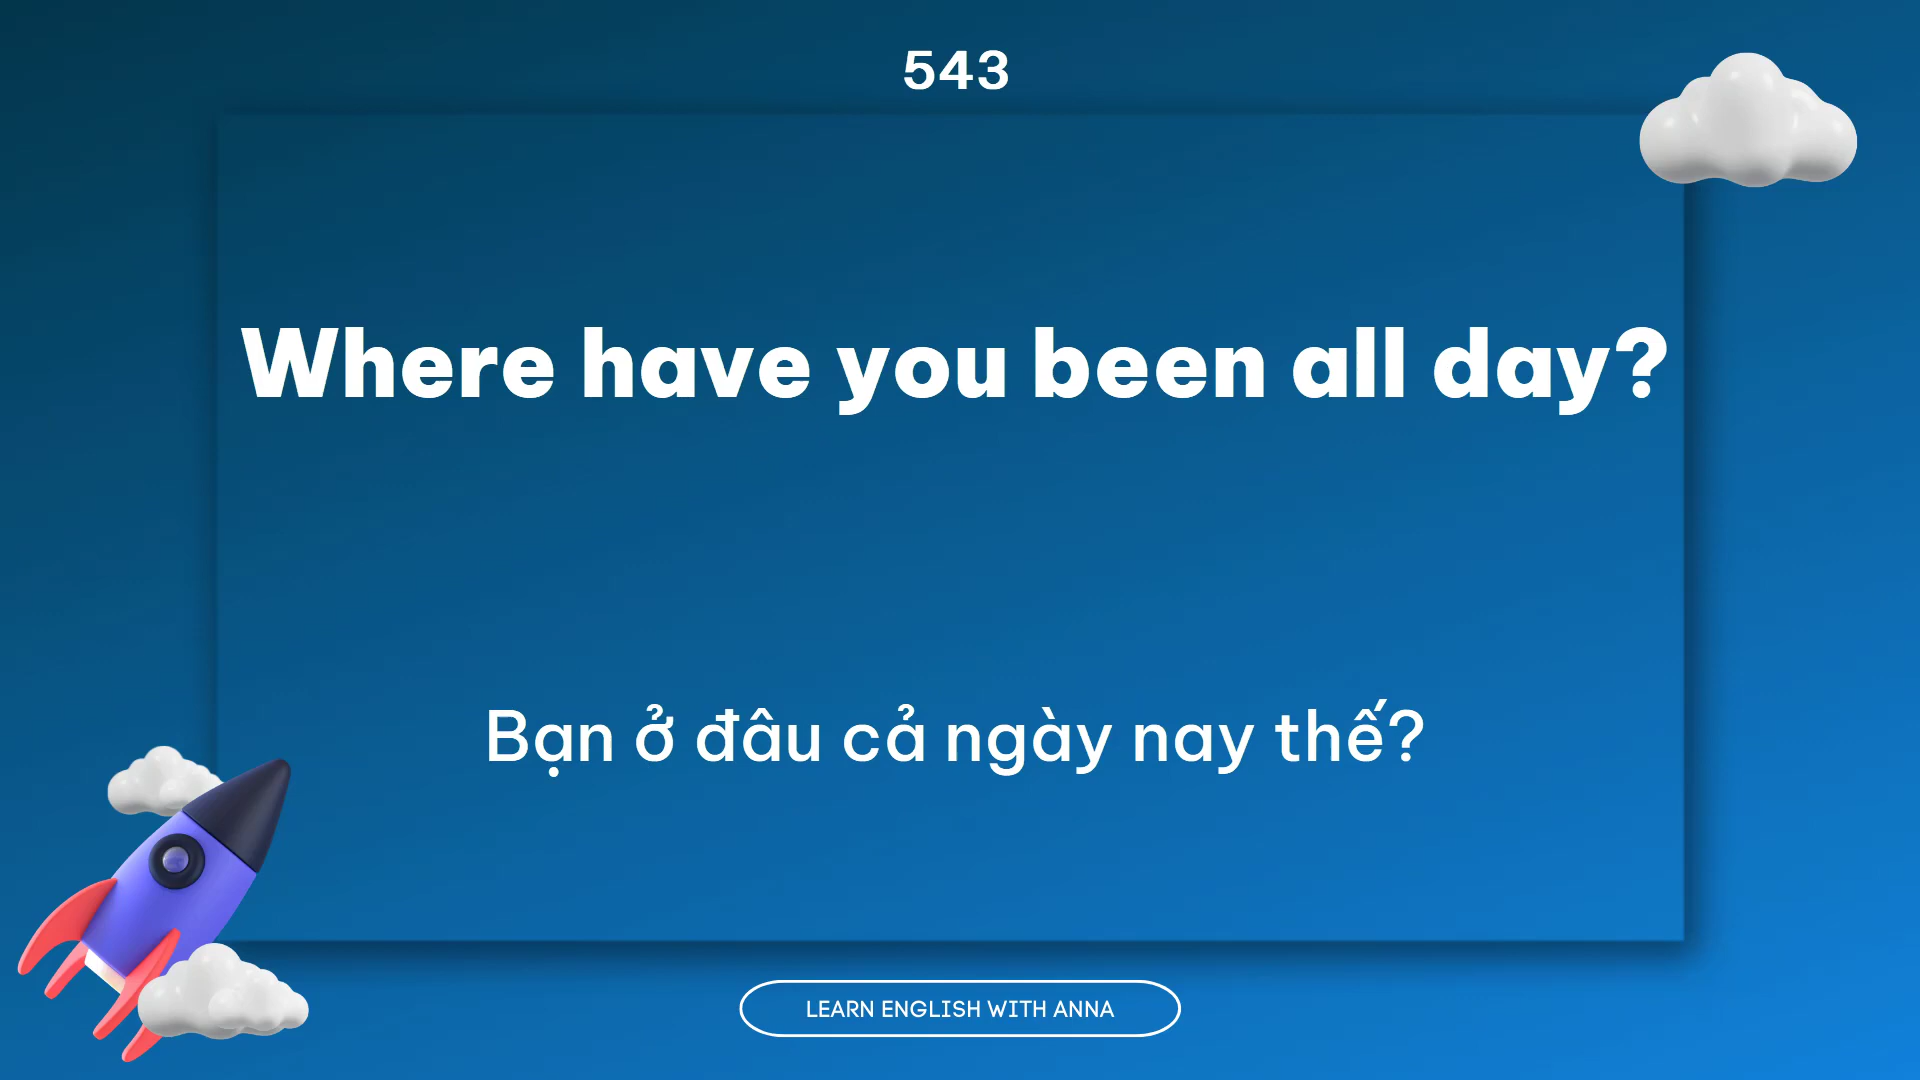 543
Where have you been all day?
Bạn ở đâu cả ngày nay thế?
LEARN ENGLISH WITH ANNA